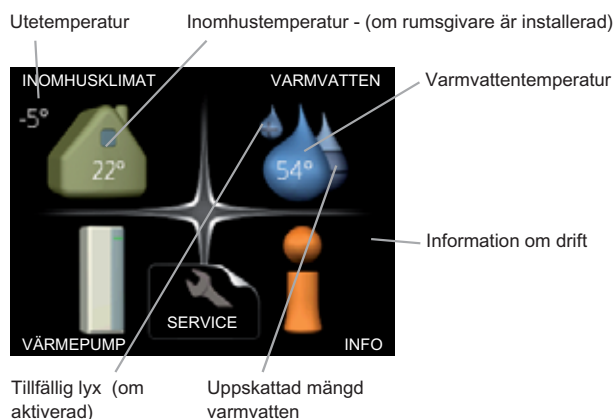 Utetemperatur
Inomhustemperatur - (om rumsgivare är installerad)
INOMHUSKLIMAT
VARMVATTEN
Varmvattentemperatur
-5°
22°
54°
Information om drift
SERVICE
VÄRMEPUMP
INFO
Tillfällig lyx (om
aktiverad)
Uppskattad mängd
varmvatten